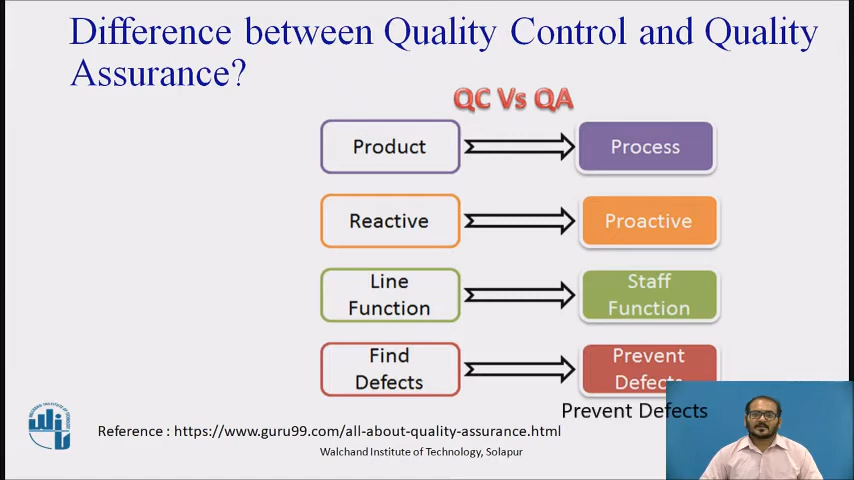 Difference between Quality Control and Quality
Assurance?
QC Vs QA
Product
Process
Reactive
Proactive
Line
Function
Staff
Function
Find
Defects
Prevent
Defects
Prevent Defects
Reference : https://www.guru99.com/all-about-quality-assurance.html
Walchand Institute of Technology, Solapur